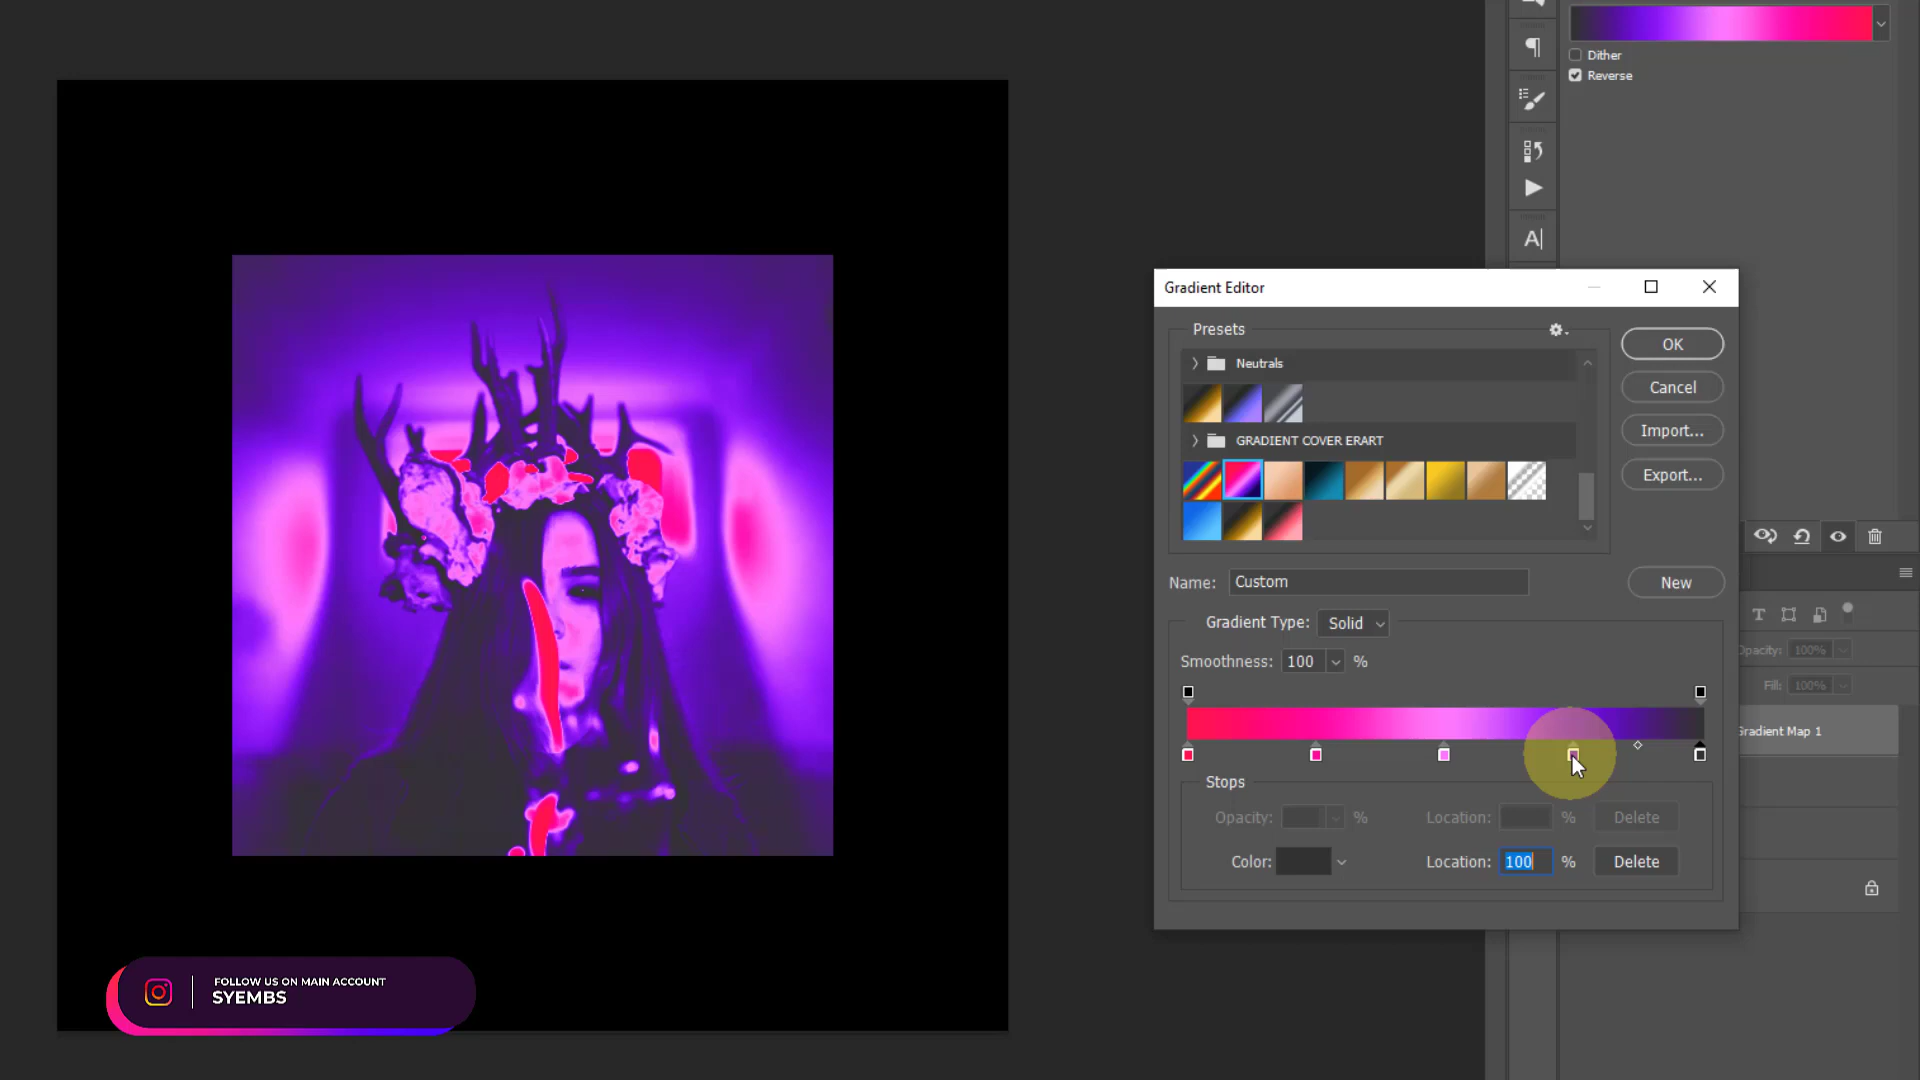 Dither
Reverse
A|
Gradient Editor
Presets
Neutrals
OK
Cancel
GRADIENT COVER ERART
Import...
Export...
Name: Custom
New
Gradient Type: Solid
Smoothness: 100 %
T
Opacity: 100%
Fill: 100%
Gradient Map 1
Stops
Opacity: % Location: % Delete
Color: Location: 100 % Delete
FOLLOW US ON MAIN ACCOUNT
SYEMBS